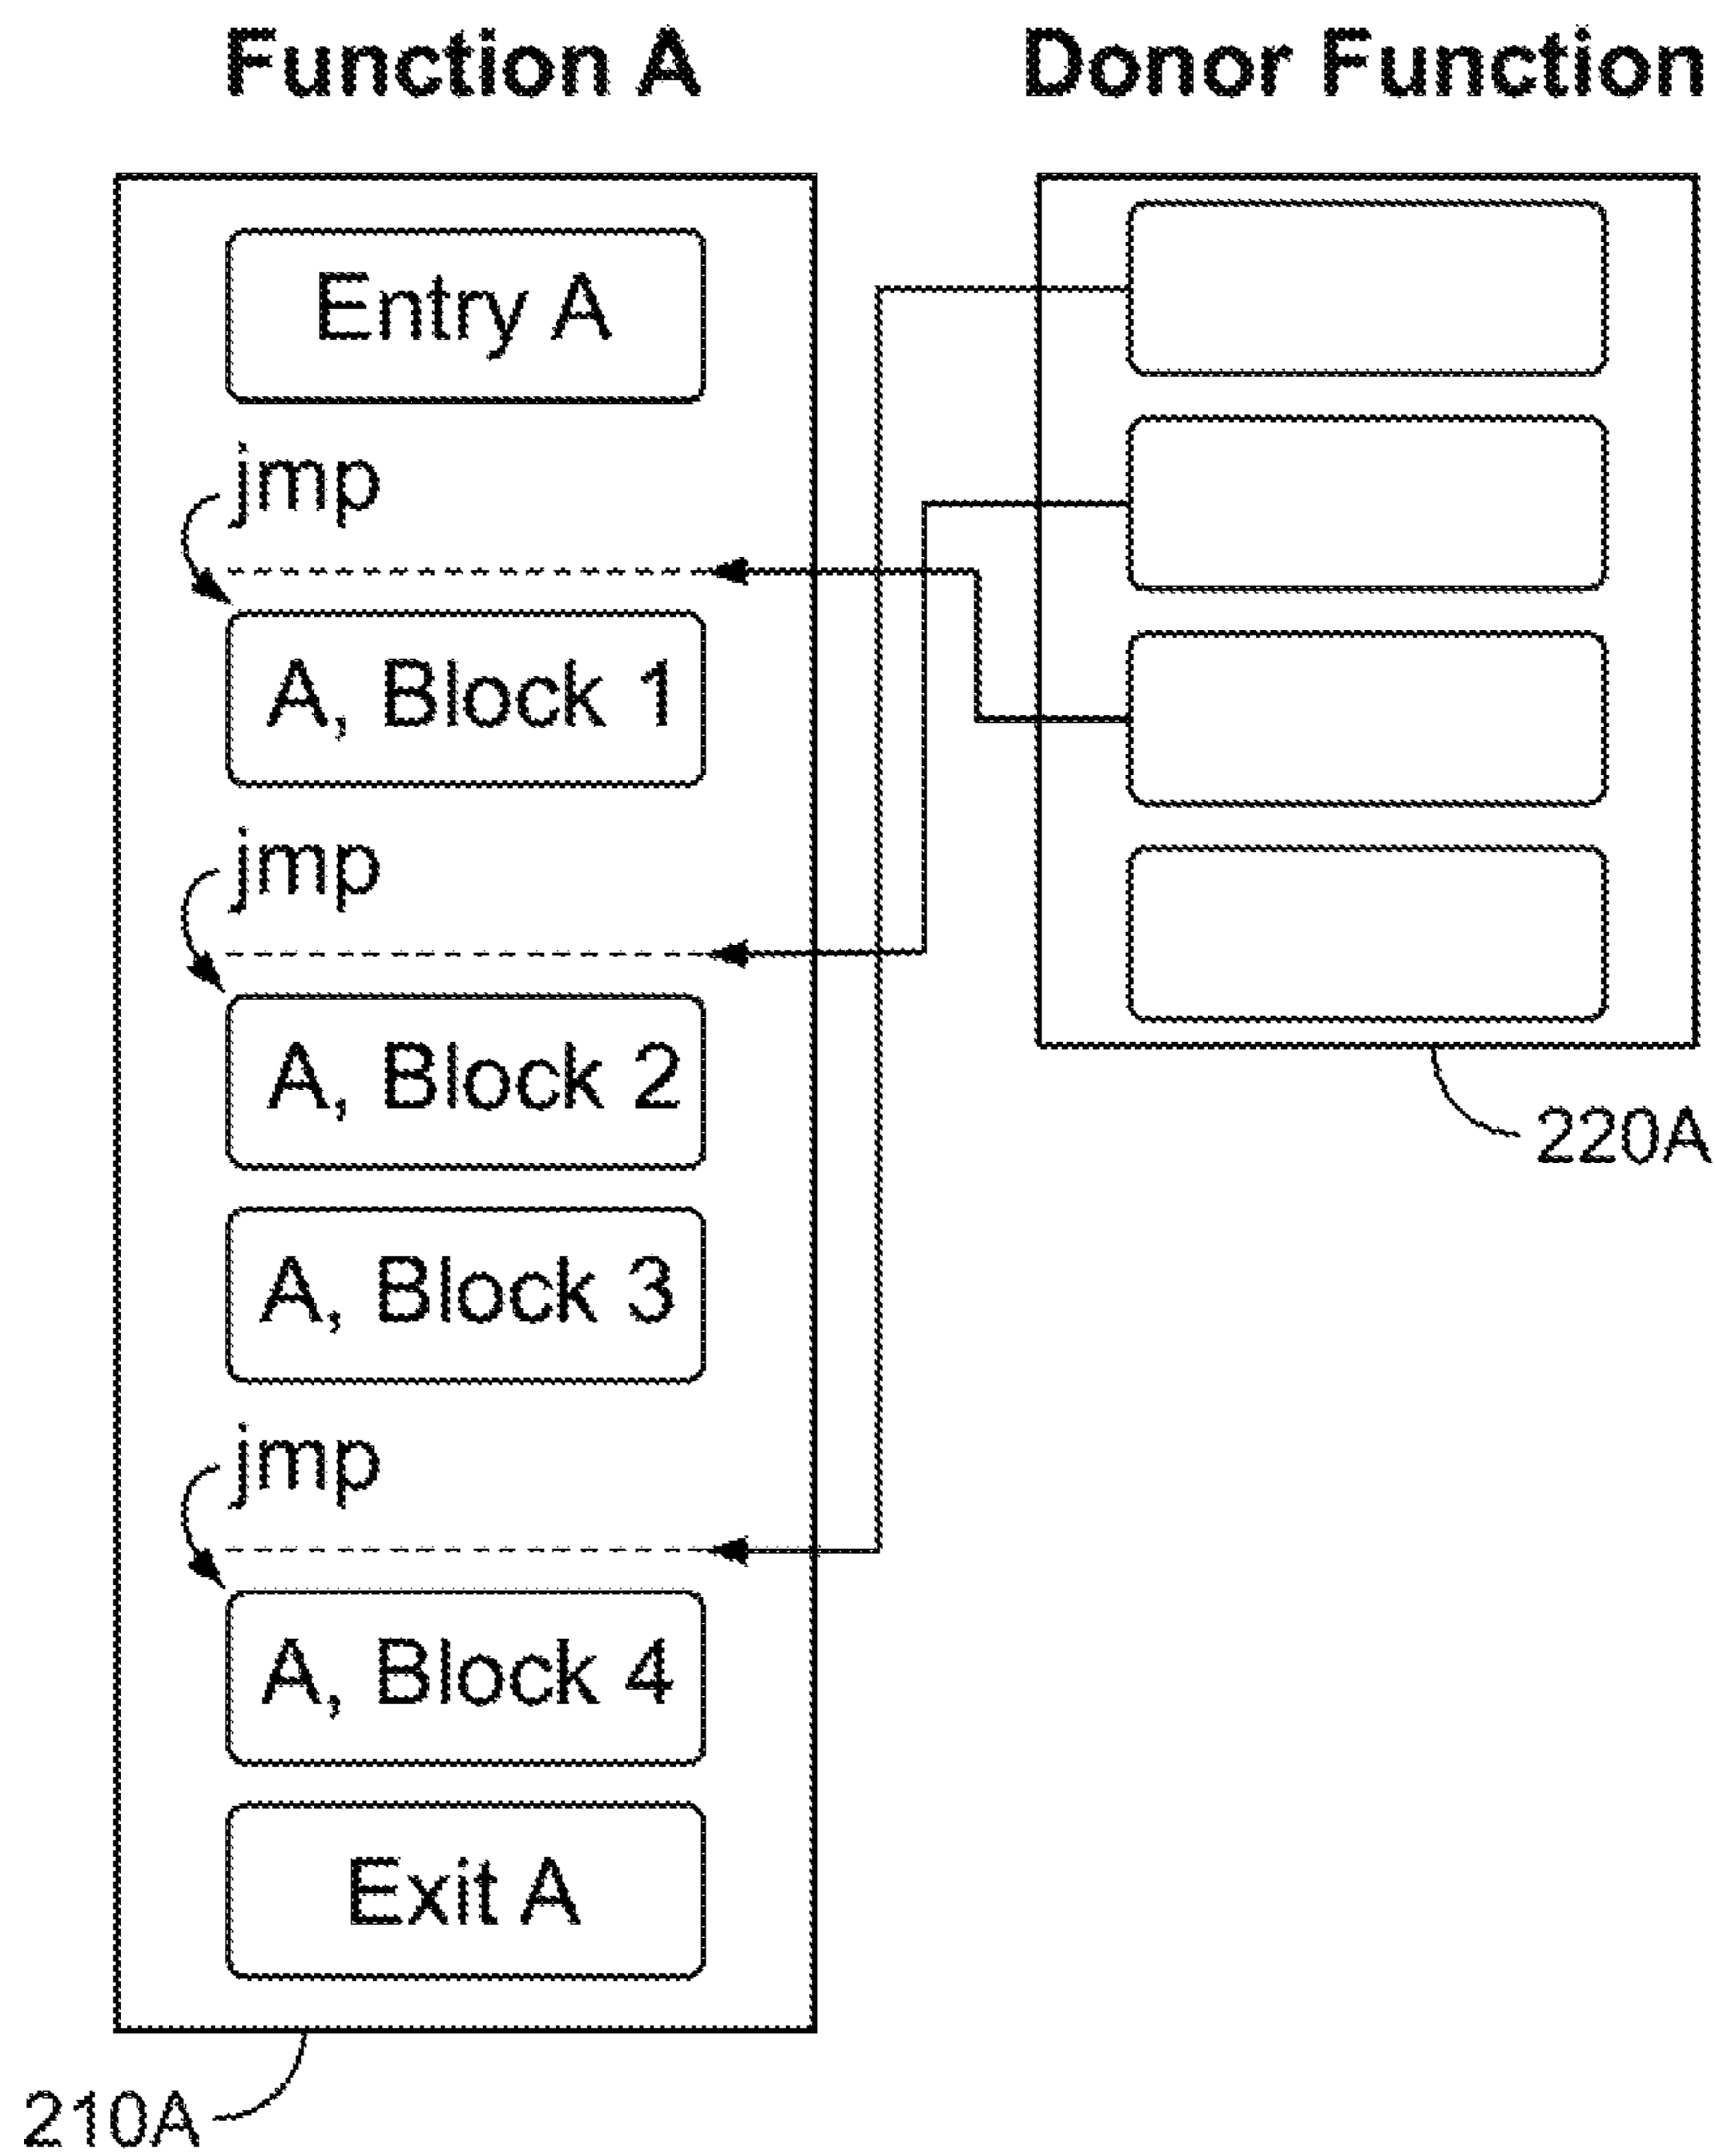 Function A
Donor Function
Entry A
jmp
A, Block 1
jmp
A, Block 2
220A
A, Block 3
jmp
A, Block 4
Exit A
210A